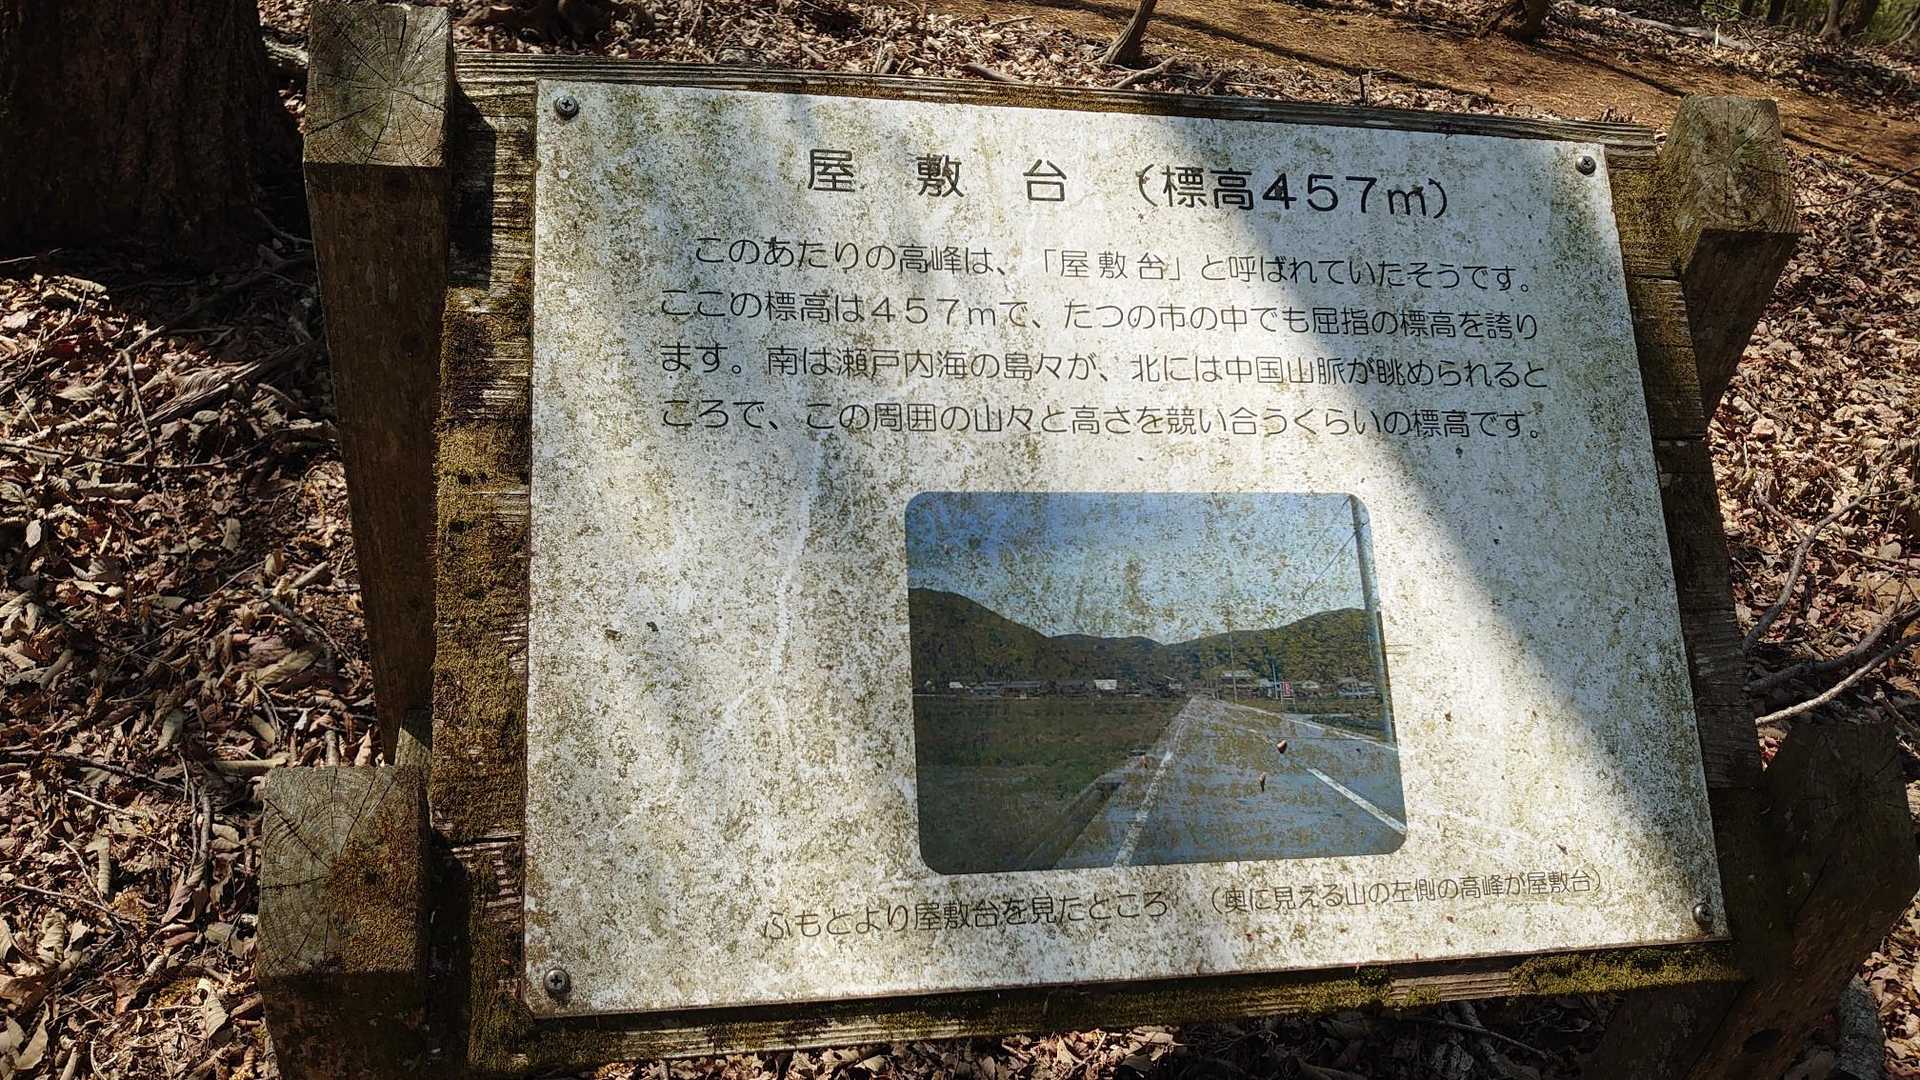 屋 敷 台 (標高457m)
このあたりの高峰は、「屋敷台」と呼ばれていたそうです。
ここの標高は457mで、たつの市の中でも屈指の標高を誇り
ます。南は瀬戸内海の島々が、北には中国山脈が眺められると
ころで、この周囲の山々と高さを競い合うくらいの標高です。
ふもとより屋敷台を見たところ (奥に見える山の左側の高峰が屋敷台)